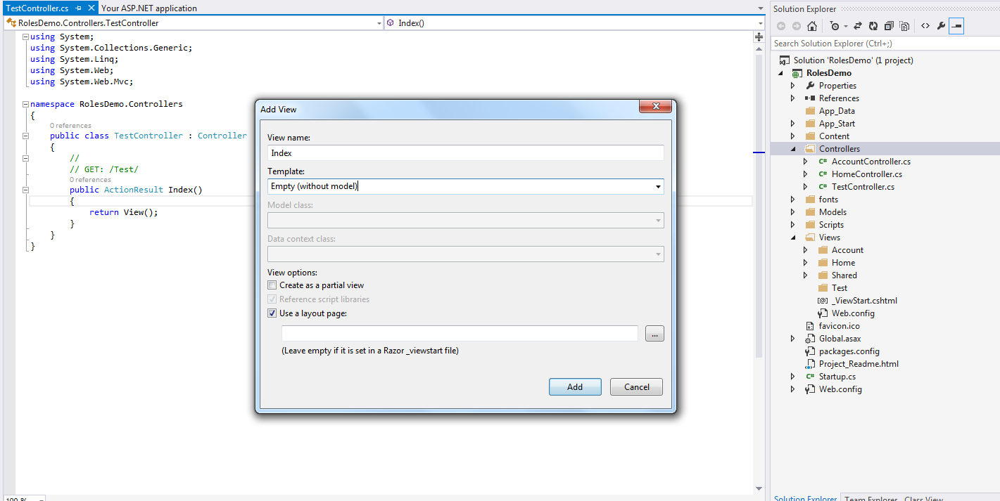 TestController.cs
Your ASP.NET application
RolesDemo.Controllers.TestController
Index()
using System;
using System.Collections.Generic;
using System.Linq;
using System.Web;
using System.Web.Mvc;
namespace RolesDemo.Controllers
{
0 references
public class TestController : Controller
{
//
// GET: /Test/
0 references
public ActionResult Index()
{
return View();
}
}
}
100 %
Add View
View name:
Index
Template:
Empty (without model)
Model class:
Data context class:
View options:
Create as a partial view
Reference script libraries
Use a layout page:
...
(Leave empty if it is set in a Razor _viewstart file)
Add
Cancel
Solution Explorer
Search Solution Explorer (Ctrl+;)
Solution 'RolesDemo' (1 project)
RolesDemo
Properties
References
App_Data
App_Start
Content
Controllers
C# AccountController.cs
C# HomeController.cs
C# TestController.cs
fonts
Models
Scripts
Views
Account
Home
Shared
Test
[@] _ViewStart.cshtml
Web.config
favicon.ico
Global.asax
packages.config
Project_Readme.html
C# Startup.cs
Web.config
Solution Explorer
Team Explorer
Class View